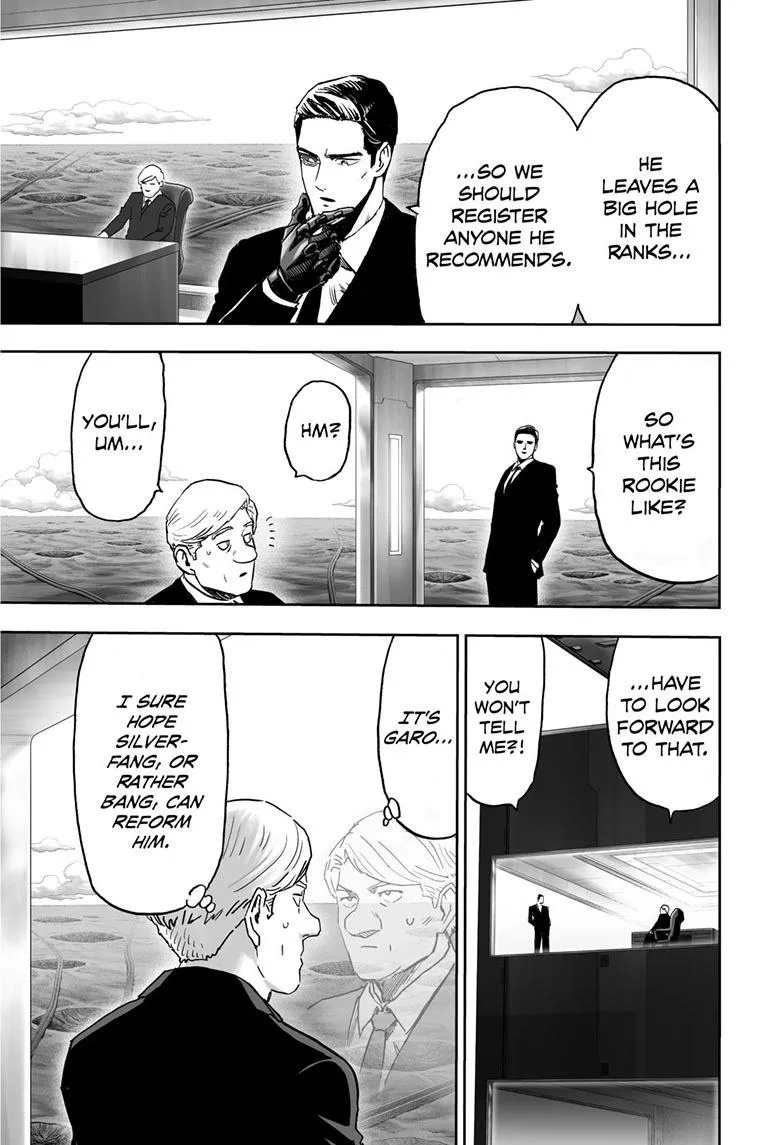 HE
LEAVES A
BIG HOLE
IN THE
RANKS...
...SO WE
SHOULD
REGISTER
ANYONE HE
RECOMMENDS.
SO
WHAT'S
THIS
ROOKIE
LIKE?
HM?
YOU'LL,
UM...
...HAVE
TO LOOK
FORWARD
TO THAT.
YOU
WON'T
TELL
ME?!
IT'S
GARO...
I SURE
HOPE
SILVER-
FANG, OR
RATHER
BANG, CAN
REFORM
HIM.